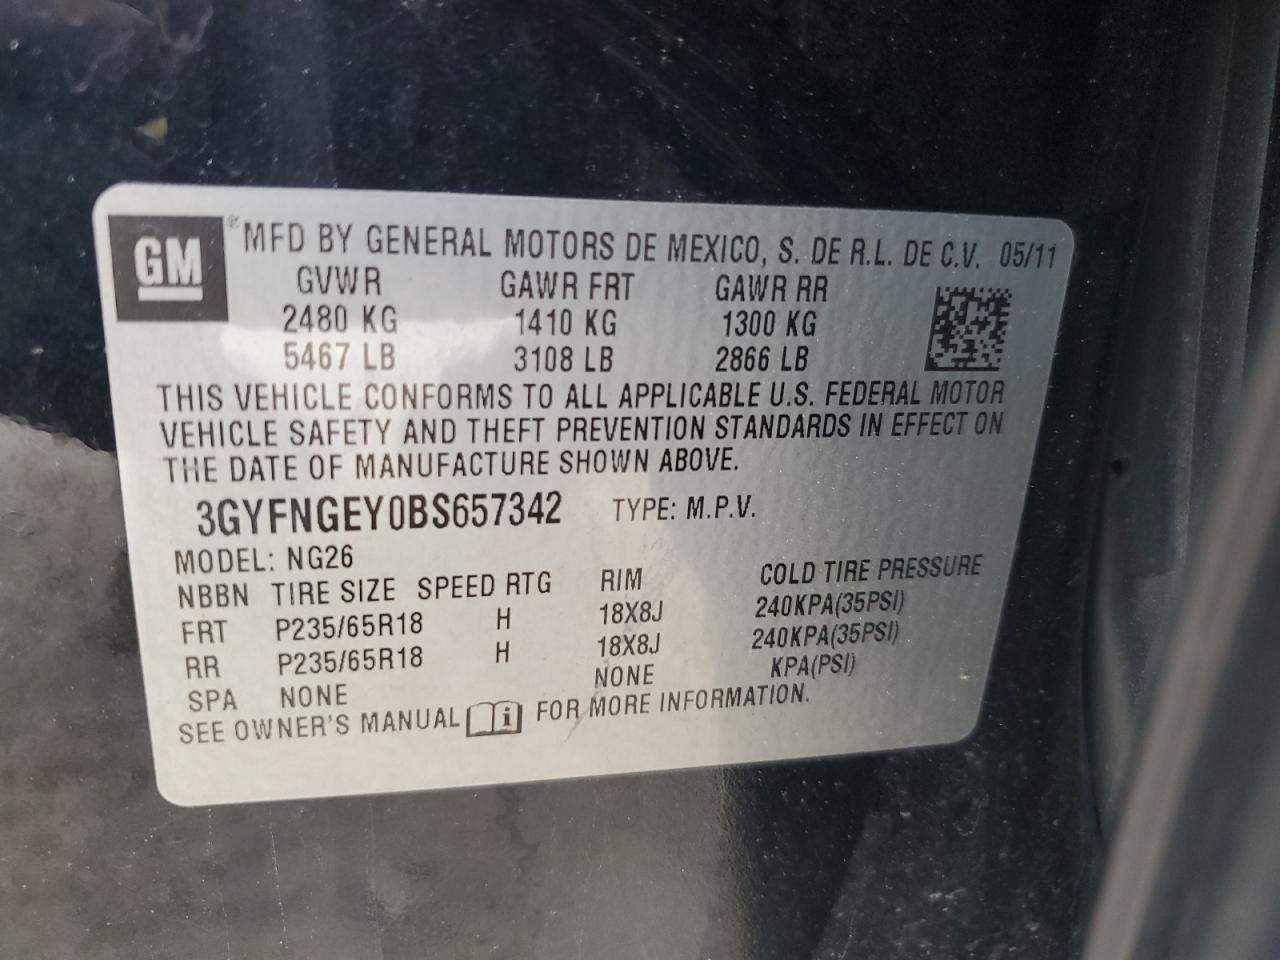 GM ® MFD BY GENERAL MOTORS DE MEXICO, S. DE R.L. DE C.V. 05/11
GVWR GAWR FRT GAWR RR
2480 KG 1410 KG 1300 KG
5467 LB 3108 LB 2866 LB
THIS VEHICLE CONFORMS TO ALL APPLICABLE U.S. FEDERAL MOTOR
VEHICLE SAFETY AND THEFT PREVENTION STANDARDS IN EFFECT ON
THE DATE OF MANUFACTURE SHOWN ABOVE.
3GYFNGEY0BS657342 TYPE: M.P.V.
MODEL: NG26
NBBN TIRE SIZE SPEED RTG RIM COLD TIRE PRESSURE
FRT P235/65R18 H 18X8J 240KPA(35PSI)
RR P235/65R18 H 18X8J 240KPA(35PSI)
SPA NONE NONE KPA(PSI)
SEE OWNER'S MANUAL i FOR MORE INFORMATION.